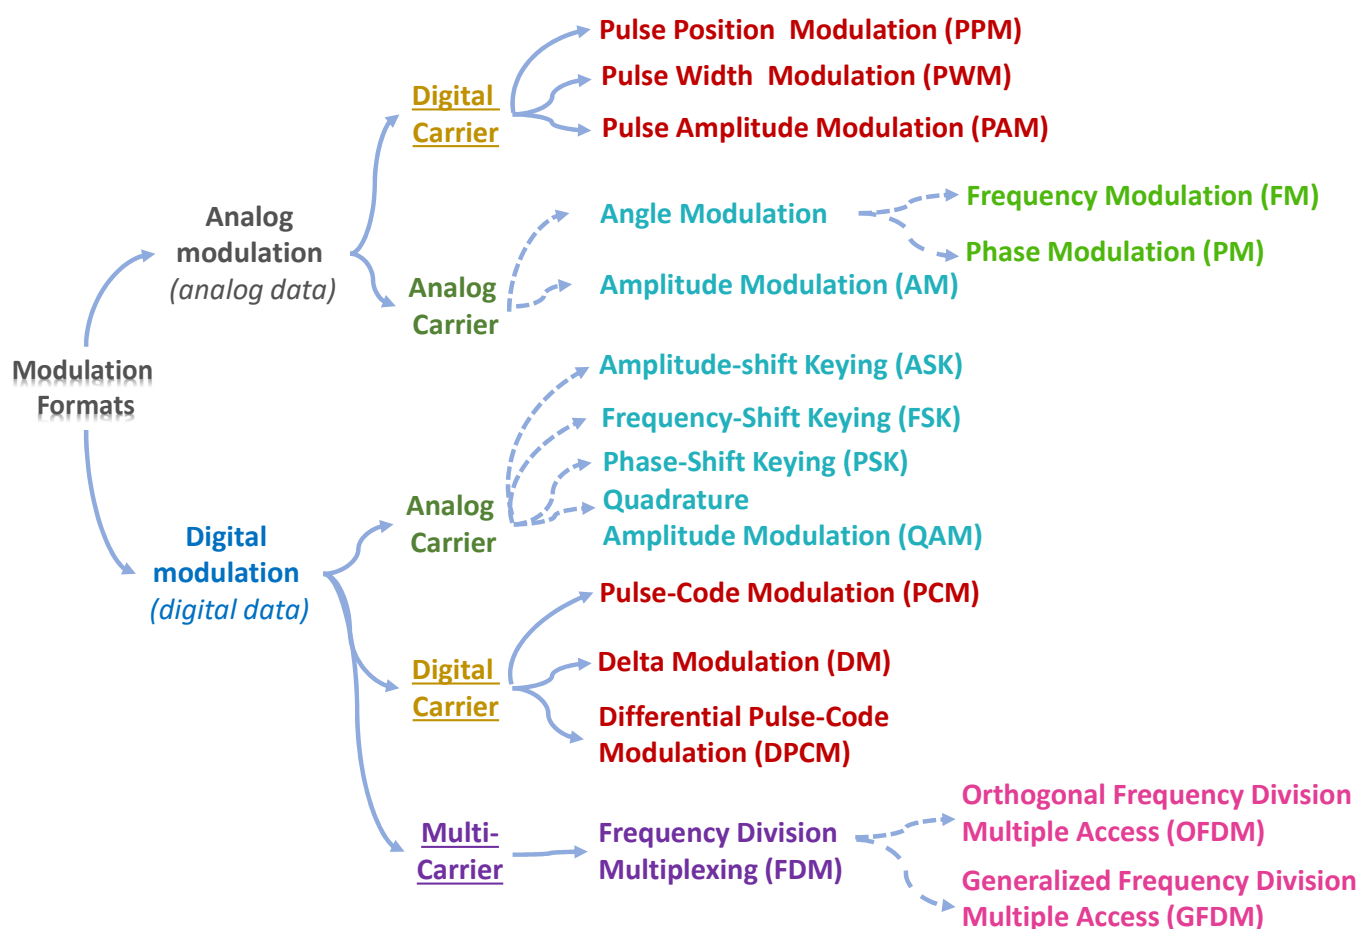 Modulation
Formats
Analog
modulation
(analog data)
Digital
Carrier
Pulse Position Modulation (PPM)
Pulse Width Modulation (PWM)
Pulse Amplitude Modulation (PAM)
Analog
Carrier
Angle Modulation
Frequency Modulation (FM)
Phase Modulation (PM)
Amplitude Modulation (AM)
Digital
modulation
(digital data)
Analog
Carrier
Amplitude-shift Keying (ASK)
Frequency-Shift Keying (FSK)
Phase-Shift Keying (PSK)
Quadrature
Amplitude Modulation (QAM)
Digital
Carrier
Pulse-Code Modulation (PCM)
Delta Modulation (DM)
Differential Pulse-Code
Modulation (DPCM)
Multi-
Carrier
Frequency Division
Multiplexing (FDM)
Orthogonal Frequency Division
Multiple Access (OFDM)
Generalized Frequency Division
Multiple Access (GFDM)